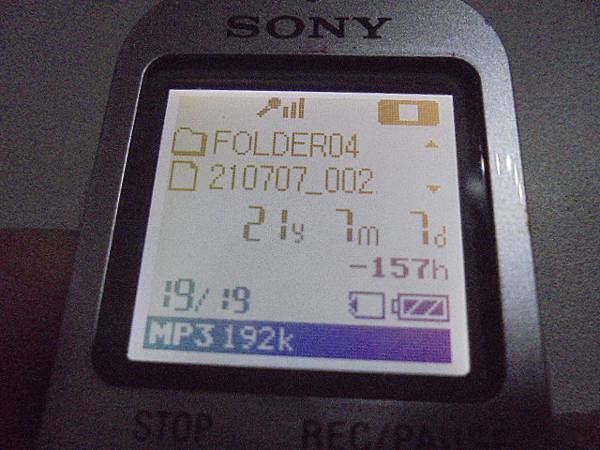 SONY
FOLDER04
210707_002
21y 7m 7d
-157h
19/19
MP3 192k
STOP REC/PAUSE